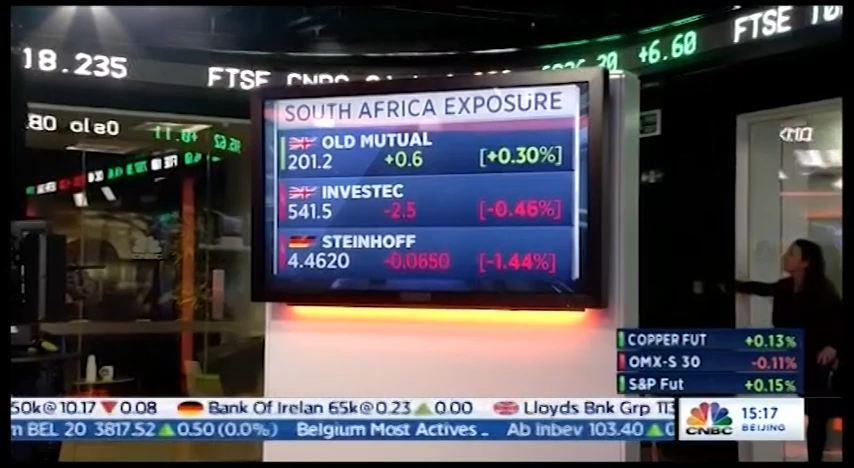 18.235
FTSE CNBC
+6.60
FTSE
SOUTH AFRICA EXPOSURE
OLD MUTUAL
201.2 +0.6 [+0.30%]
INVESTEC
541.5 -2.5 [-0.46%]
STEINHOFF
4.4620 -0.0650 [-1.44%]
COPPER FUT +0.13%
OMX-S 30 -0.11%
S&P Fut +0.15%
50k@10.17 ▼0.08 Bank Of Irelan 65k@0.23 ▲0.00 Lloyds Bnk Grp 113
BEL 20 3817.52▲0.50(0.0%) Belgium Most Actives .. Ab Inbev 103.40▲
CNBC
15:17
BEIJING